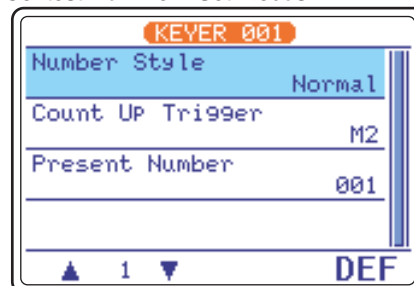 KEYER 001
Number Style
Normal
Count Up Trigger
M2
Present Number
001
▲ 1 ▼ DEF